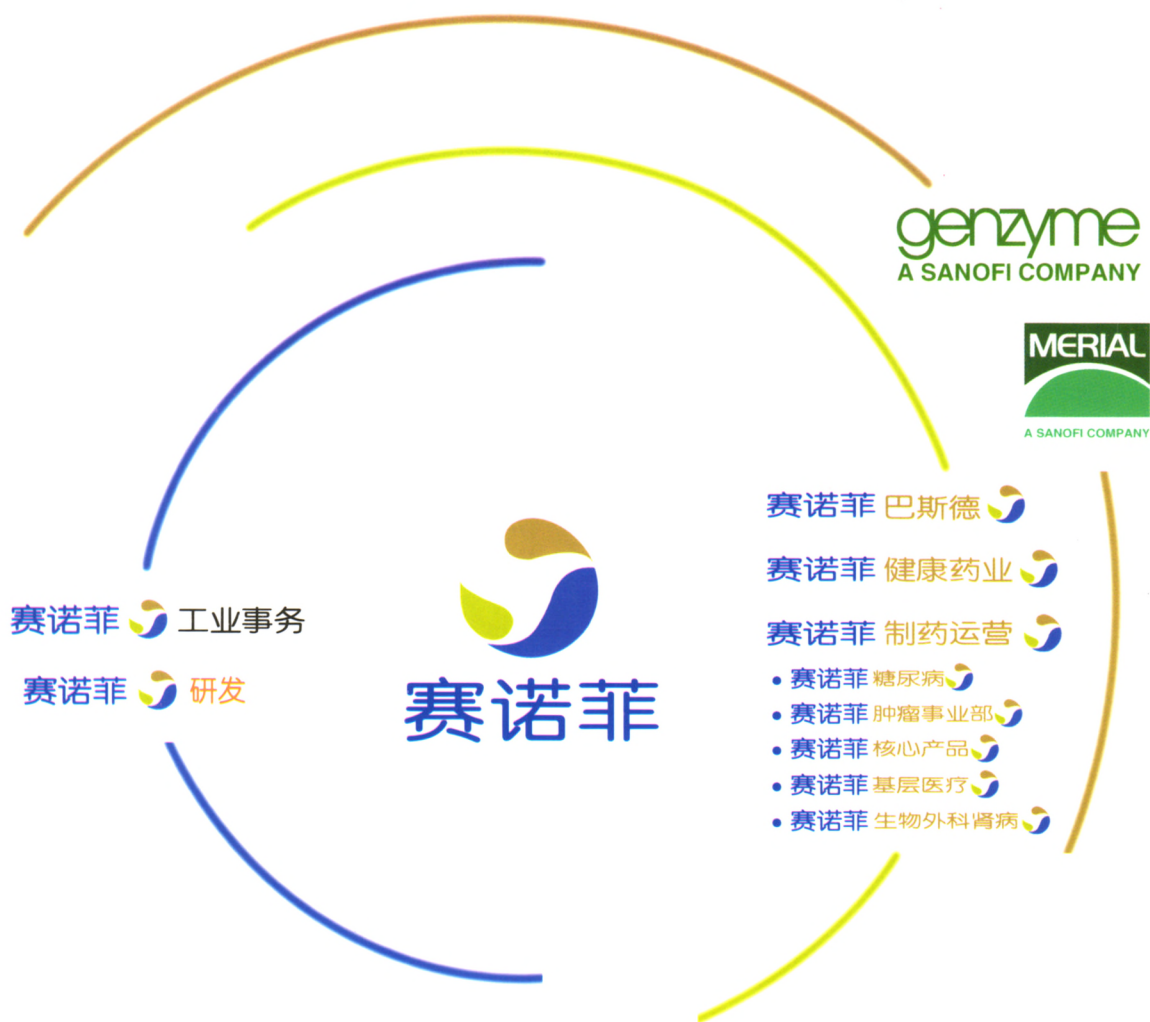 genzyme
A SANOFI COMPANY
MERIAL
A SANOFI COMPANY
赛诺菲 巴斯德
赛诺菲 健康药业
赛诺菲 制药运营
• 赛诺菲 糖尿病
• 赛诺菲 肿瘤事业部
• 赛诺菲 核心产品
• 赛诺菲 基层医疗
• 赛诺菲 生物外科肾病
赛诺菲 工业事务
赛诺菲 研发
赛诺菲